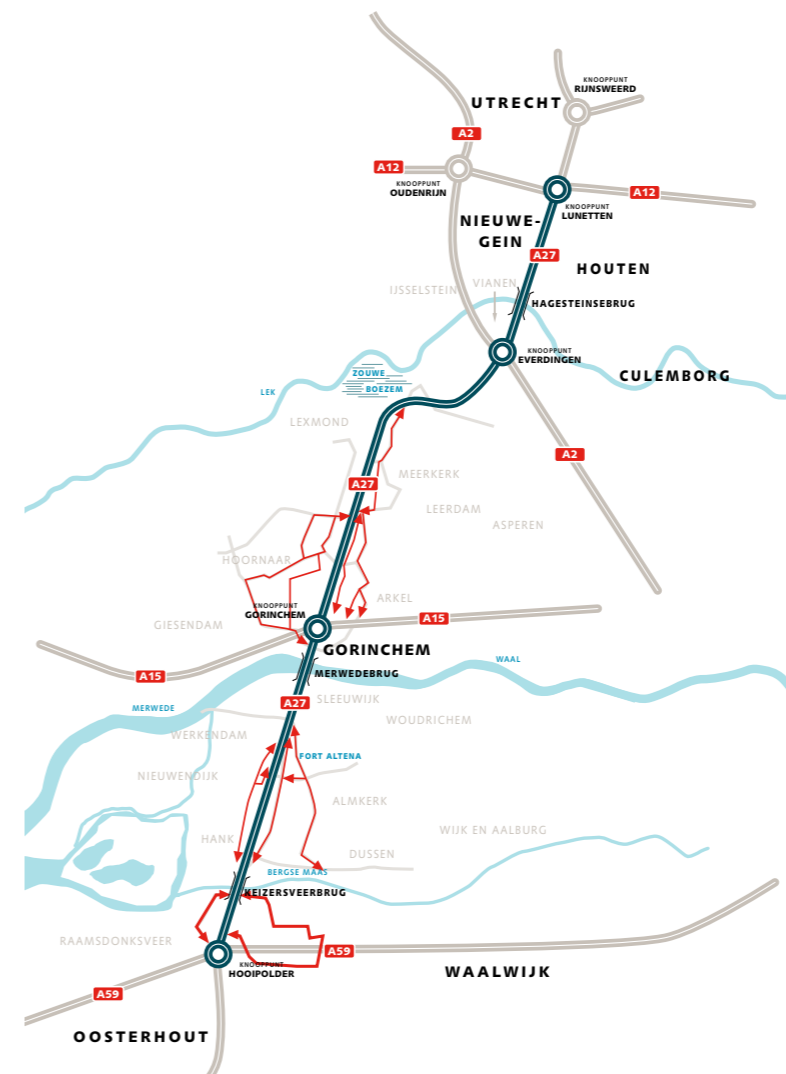 KNOOPPUNT
RIJNSWEERD
UTRECHT
A2
A12
KNOOPPUNT
OUDENRIJN
A12
KNOOPPUNT
LUNETTEN
NIEUWE-
GEIN
A27
HOUTEN
VIANEN
IJSSELSTEIN
HAGESTEINSEBRUG
KNOOPPUNT
EVERDINGEN
ZOUWE
BOEZEM
CULEMBORG
LEK
LEXMOND
A2
MEERKERK
A27
LEERDAM
ASPEREN
HOORNAAR
ARKEL
KNOOPPUNT
GORINCHEM
A15
GIESENDAM
GORINCHEM
WAAL
MERWEDEBRUG
A15
SLEEUWIJK
A27
MERWEDE
WOUDRICHEM
WERKENDAM
FORT ALTENA
NIEUWENDIJK
ALMKERK
WIJK EN AALBURG
HANK
DUSSEN
BERGSE MAAS
KEIZERSVEERBRUG
RAAMSDONKSVEER
A59
KNOOPPUNT
HOOIPOLDER
WAALWIJK
A59
OOSTERHOUT